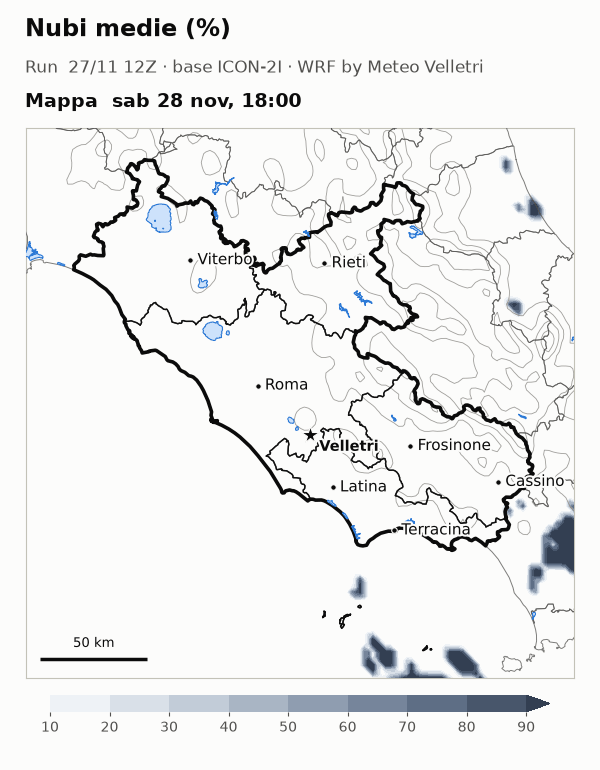 Nubi medie (%)
Run  27/11 12Z · base ICON-2I · WRF by Meteo Velletri
Mappa  sab 28 nov, 18:00
Viterbo
Rieti
Roma
Velletri
Frosinone
Latina
Cassino
Terracina
50 km
10 20 30 40 50 60 70 80 90